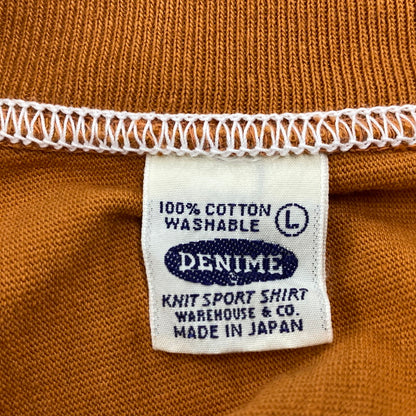 100% COTTON
WASHABLE L
DENIME
KNIT SPORT SHIRT
WAREHOUSE & CO.
MADE IN JAPAN